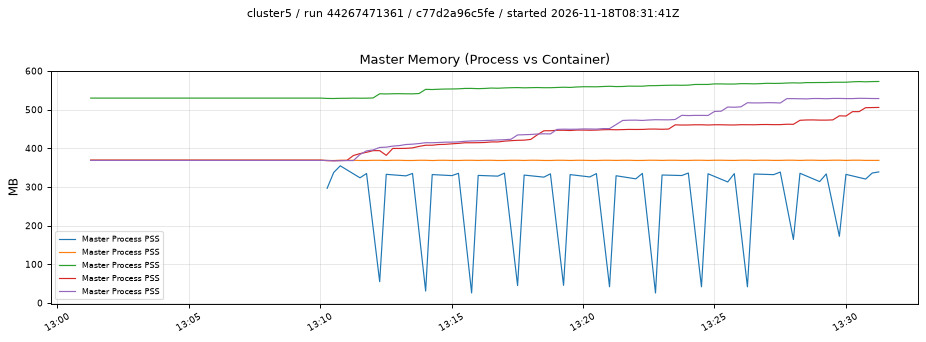 cluster5 / run 44267471361 / c77d2a96c5fe / started 2026-11-18T08:31:41Z
Master Memory (Process vs Container)
600
500
400
300
200
100
0
MB
Master Process PSS
Master Process PSS
Master Process PSS
Master Process PSS
Master Process PSS
13:00
13:05
13:10
13:15
13:20
13:25
13:30